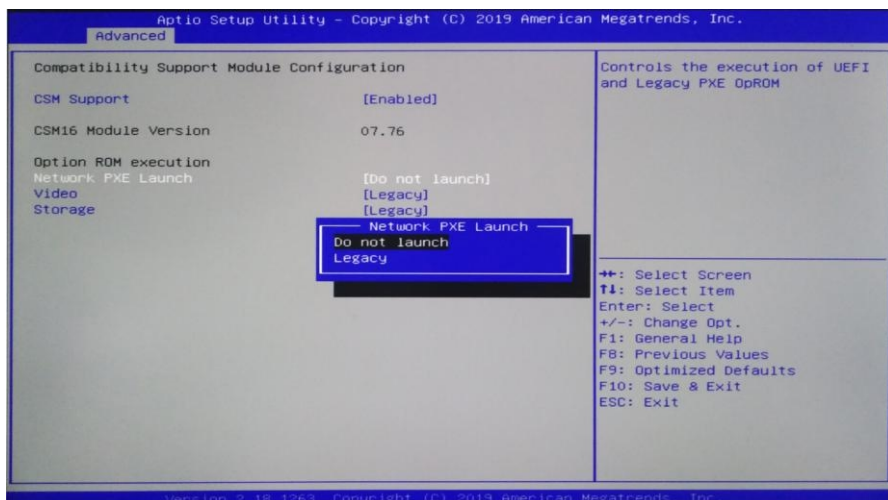 Aptio Setup Utility – Copyright (C) 2019 American Megatrends, Inc.
Advanced
Compatibility Support Module Configuration
CSM Support [Enabled]
CSM16 Module Version 07.76
Option ROM execution
Network PXE Launch [Do not launch]
Video [Legacy]
Storage [Legacy]
Network PXE Launch
Do not launch
Legacy
Controls the execution of UEFI
and Legacy PXE OpROM
→←: Select Screen
↑↓: Select Item
Enter: Select
+/-: Change Opt.
F1: General Help
F8: Previous Values
F9: Optimized Defaults
F10: Save & Exit
ESC: Exit
Version 2.18.1263. Copyright (C) 2019 American Megatrends, Inc.